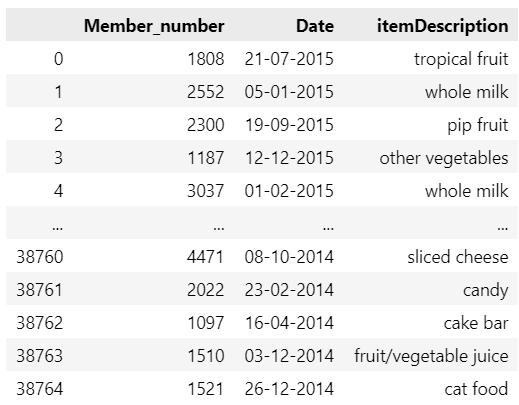 Member_number Date itemDescription
0 1808 21-07-2015 tropical fruit
1 2552 05-01-2015 whole milk
2 2300 19-09-2015 pip fruit
3 1187 12-12-2015 other vegetables
4 3037 01-02-2015 whole milk
... ... ... ...
38760 4471 08-10-2014 sliced cheese
38761 2022 23-02-2014 candy
38762 1097 16-04-2014 cake bar
38763 1510 03-12-2014 fruit/vegetable juice
38764 1521 26-12-2014 cat food